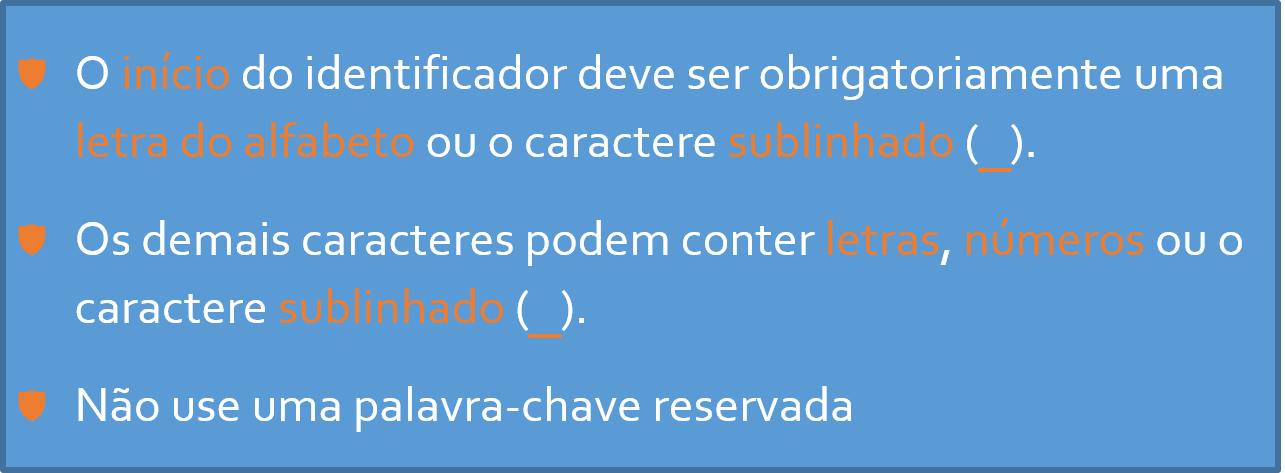 O início do identificador deve ser obrigatoriamente uma
letra do alfabeto ou o caractere sublinhado (_).
Os demais caracteres podem conter letras, números ou o
caractere sublinhado (_).
Não use uma palavra-chave reservada